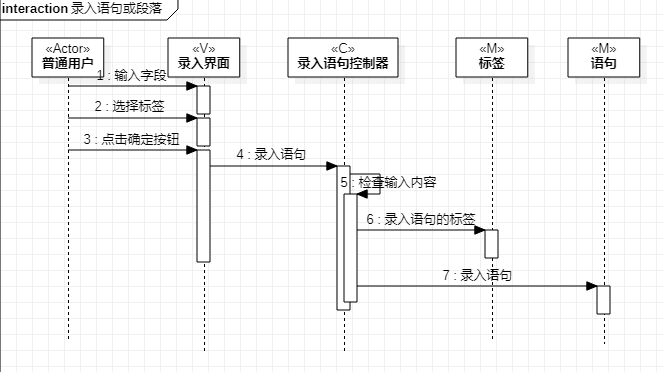 interaction 录入语句或段落
«Actor»
普通用户
«V»
录入界面
«C»
录入语句控制器
«M»
标签
«M»
语句
1 : 输入字段
2 : 选择标签
3 : 点击确定按钮
4 : 录入语句
5 : 检查输入内容
6 : 录入语句的标签
7 : 录入语句